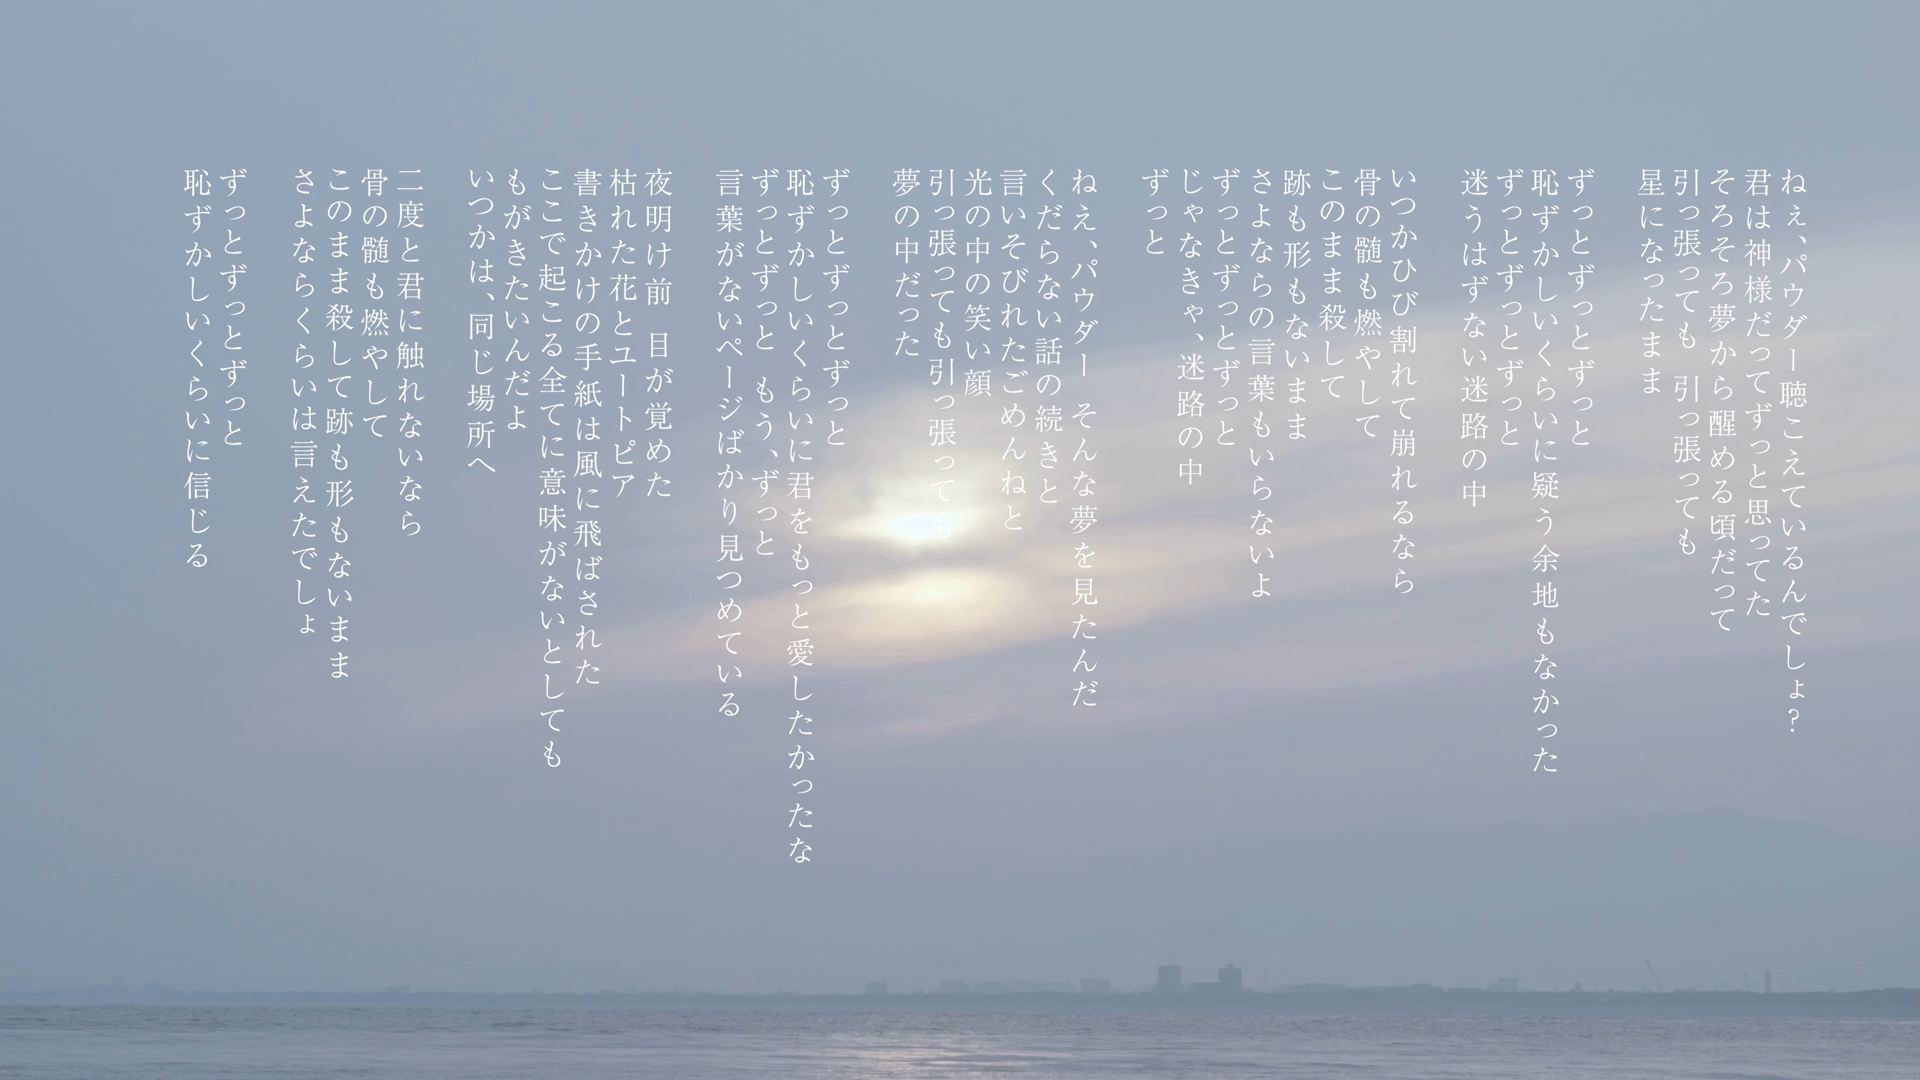 ねぇ、パウダー聴こえているんでしょ?
君は神様だってずっと思ってた
そろそろ夢から醒める頃だって
引っ張っても 引っ張っても
星になったまま
ずっとずっとずっと
恥ずかしいくらいに疑う余地もなかった
ずっとずっとずっと
迷うはずない迷路の中
いつかひび割れて崩れるなら
骨の髄も燃やして
このまま殺して
跡も形もないまま
さよならの言葉もいらないよ
ずっとずっとずっと
じゃなきゃ、迷路の中
ずっと
ねえ、パウダー そんな夢を見たんだ
くだらない話の続きと
言いそびれたごめんねと
光の中の笑い顔
引っ張っても引っ張っても
夢の中だった
ずっとずっとずっと
恥ずかしいくらいに君をもっと愛したかったな
ずっとずっと もう、ずっと
言葉がないページばかり見つめている
夜明け前 目が覚めた
枯れた花とユートピア
書きかけの手紙は風に飛ばされた
ここで起こる全てに意味がないとしても
もがきたいんだよ
いつかは、同じ場所へ
二度と君に触れないなら
骨の髄も燃やして
このまま殺して跡も形もないまま
さよならくらいは言えたでしょ
ずっとずっとずっと
恥ずかしいくらいに信じる